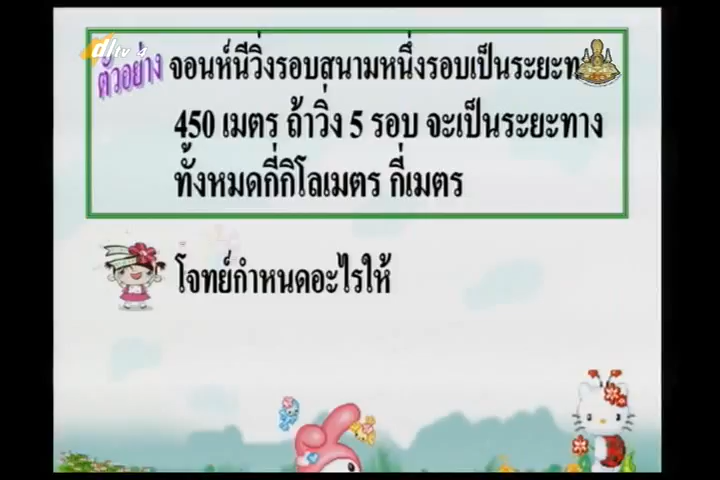 dltv 4
ตัวอย่าง จอนห์นีวิ่งรอบสนามหนึ่งรอบเป็นระยะท
450 เมตร ถ้าวิ่ง 5 รอบ จะเป็นระยะทาง
ทั้งหมดกี่กิโลเมตร กี่เมตร
โจทย์กำหนดอะไรให้